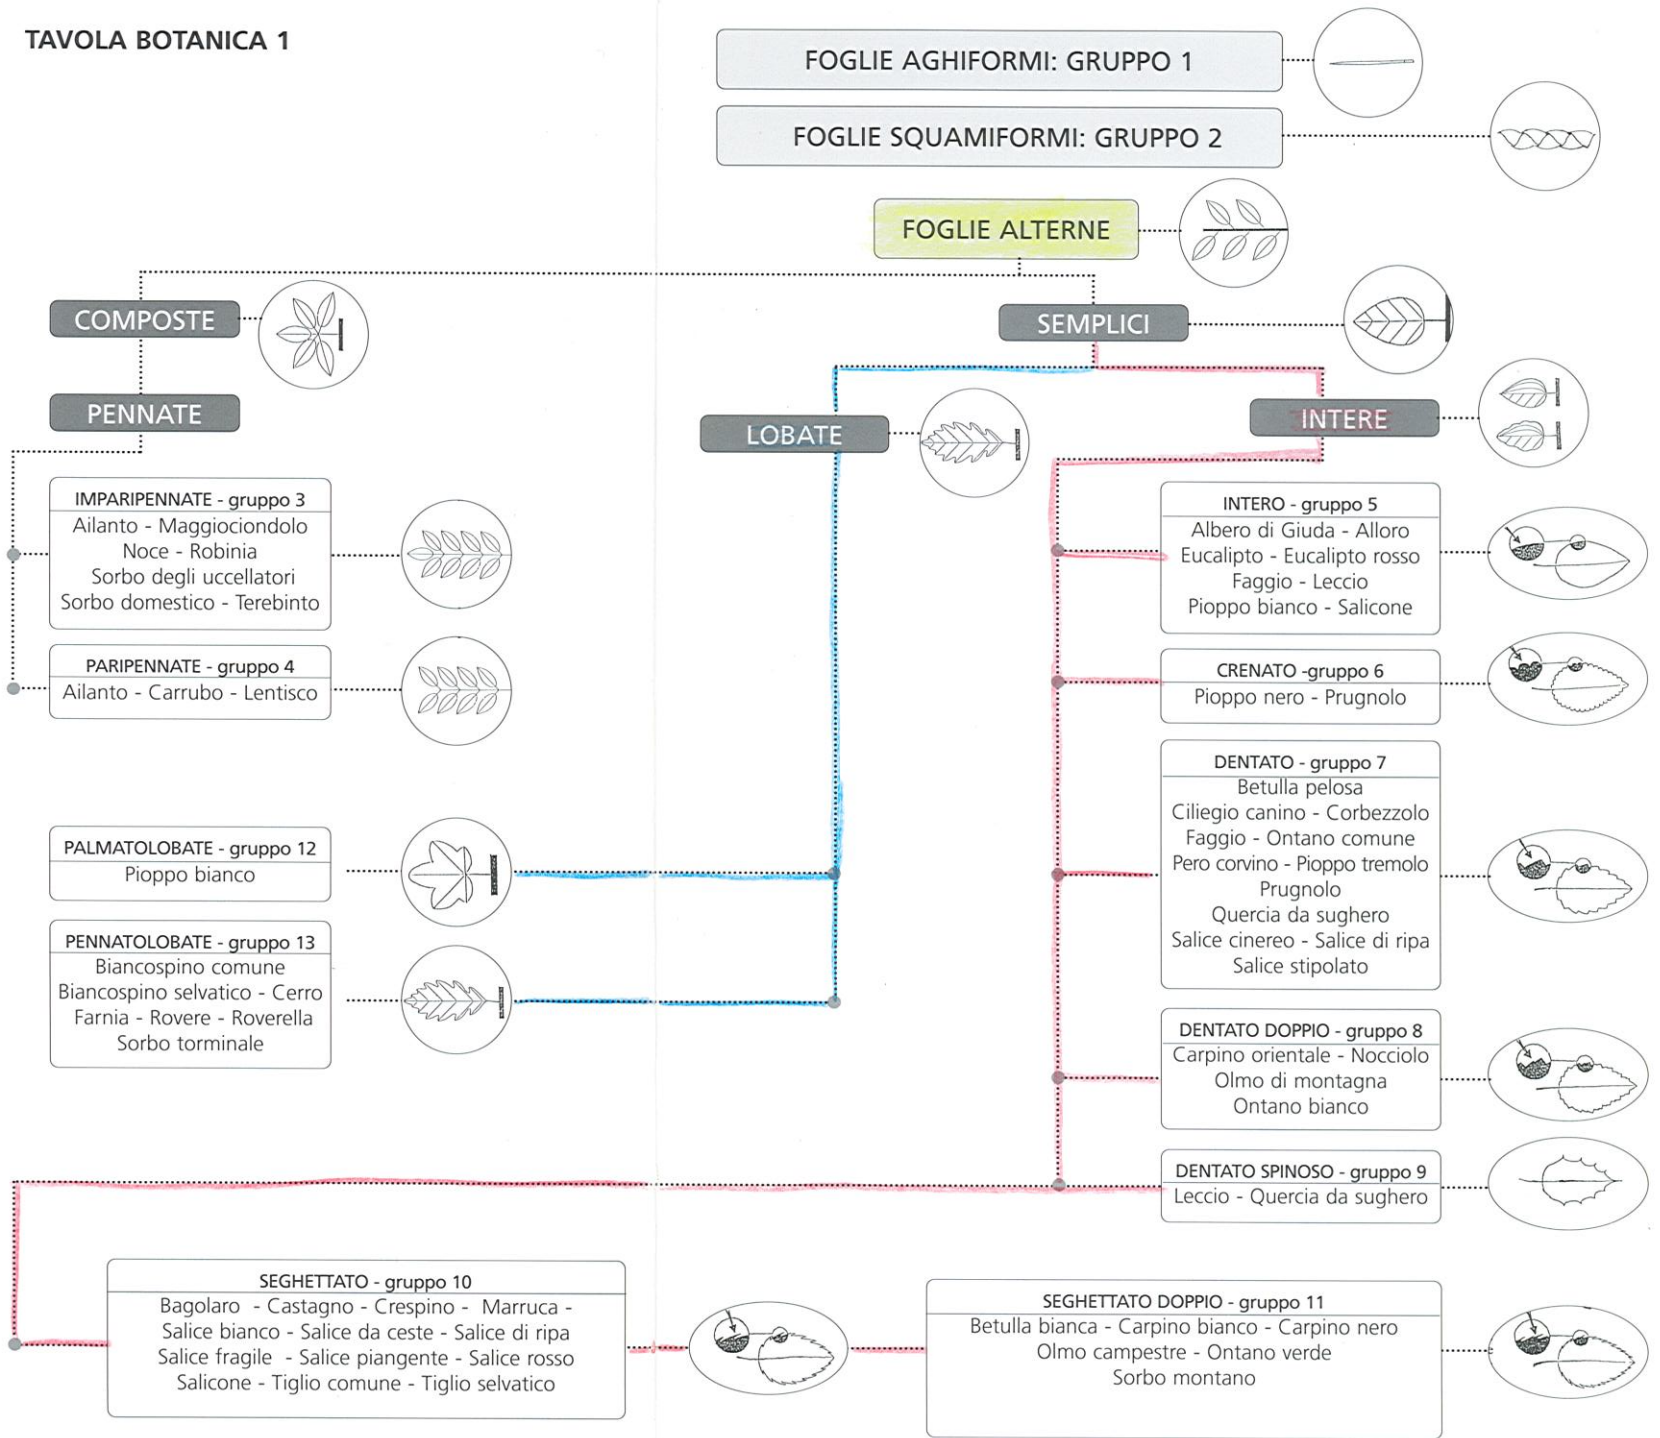 TAVOLA BOTANICA 1
FOGLIE AGHIFORMI: GRUPPO 1
FOGLIE SQUAMIFORMI: GRUPPO 2
FOGLIE ALTERNE
COMPOSTE
SEMPLICI
PENNATE
LOBATE
INTERE
IMPARIPENNATE - gruppo 3
Ailanto - Maggiociondolo
Noce - Robinia
Sorbo degli uccellatori
Sorbo domestico - Terebinto
PARIPENNATE - gruppo 4
Ailanto - Carrubo - Lentisco
PALMATOLOBATE - gruppo 12
Pioppo bianco
PENNATOLOBATE - gruppo 13
Biancospino comune
Biancospino selvatico - Cerro
Farnia - Rovere - Roverella
Sorbo torminale
INTERO - gruppo 5
Albero di Giuda - Alloro
Eucalipto - Eucalipto rosso
Faggio - Leccio
Pioppo bianco - Salicone
CRENATO -gruppo 6
Pioppo nero - Prugnolo
DENTATO - gruppo 7
Betulla pelosa
Ciliegio canino - Corbezzolo
Faggio - Ontano comune
Pero corvino - Pioppo tremolo
Prugnolo
Quercia da sughero
Salice cinereo - Salice di ripa
Salice stipolato
DENTATO DOPPIO - gruppo 8
Carpino orientale - Nocciolo
Olmo di montagna
Ontano bianco
DENTATO SPINOSO - gruppo 9
Leccio - Quercia da sughero
SEGHETTATO - gruppo 10
Bagolaro - Castagno - Crespino - Marruca -
Salice bianco - Salice da ceste - Salice di ripa
Salice fragile - Salice piangente - Salice rosso
Salicone - Tiglio comune - Tiglio selvatico
SEGHETTATO DOPPIO - gruppo 11
Betulla bianca - Carpino bianco - Carpino nero
Olmo campestre - Ontano verde
Sorbo montano